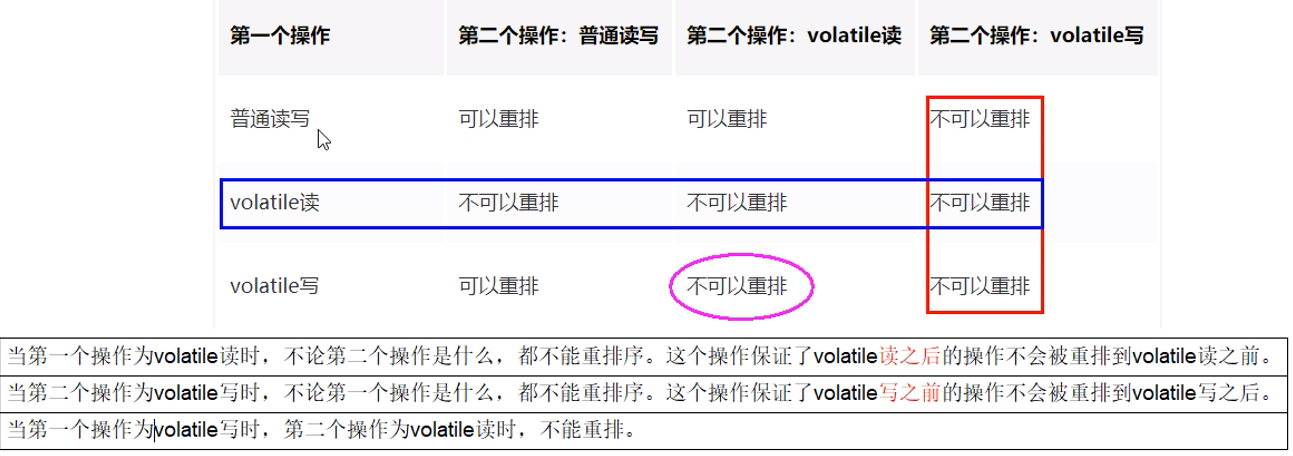 第一个操作 第二个操作：普通读写 第二个操作：volatile读 第二个操作：volatile写
普通读写 可以重排 可以重排 不可以重排
volatile读 不可以重排 不可以重排 不可以重排
volatile写 可以重排 不可以重排 不可以重排
当第一个操作为volatile读时，不论第二个操作是什么，都不能重排序。这个操作保证了volatile读之后的操作不会被重排到volatile读之前。
当第二个操作为volatile写时，不论第一个操作是什么，都不能重排序。这个操作保证了volatile写之前的操作不会被重排到volatile写之后。
当第一个操作为volatile写时，第二个操作为volatile读时，不能重排。